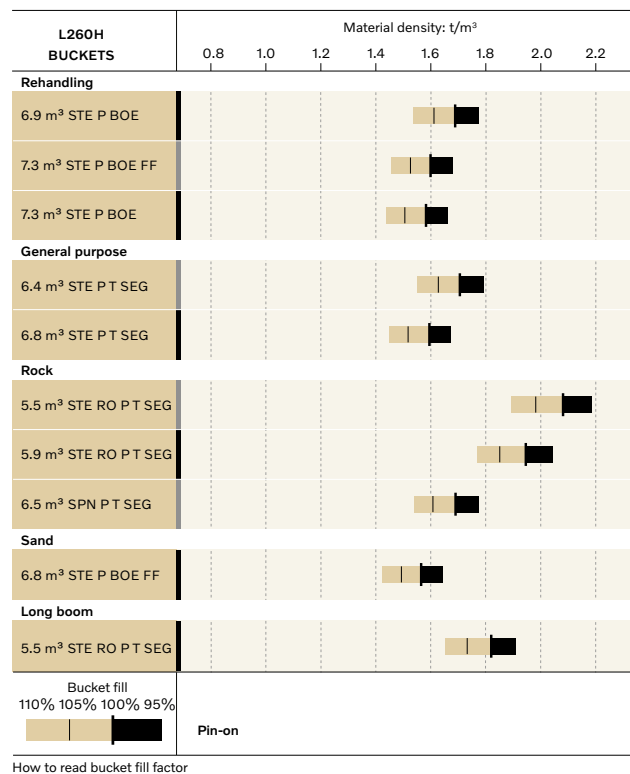 L260H
BUCKETS
Material density: t/m³
0.8 1.0 1.2 1.4 1.6 1.8 2.0 2.2
Rehandling
6.9 m³ STE P BOE
7.3 m³ STE P BOE FF
7.3 m³ STE P BOE
General purpose
6.4 m³ STE P T SEG
6.8 m³ STE P T SEG
Rock
5.5 m³ STE RO P T SEG
5.9 m³ STE RO P T SEG
6.5 m³ SPN P T SEG
Sand
6.8 m³ STE P BOE FF
Long boom
5.5 m³ STE RO P T SEG
Bucket fill
110% 105% 100% 95%
Pin-on
How to read bucket fill factor